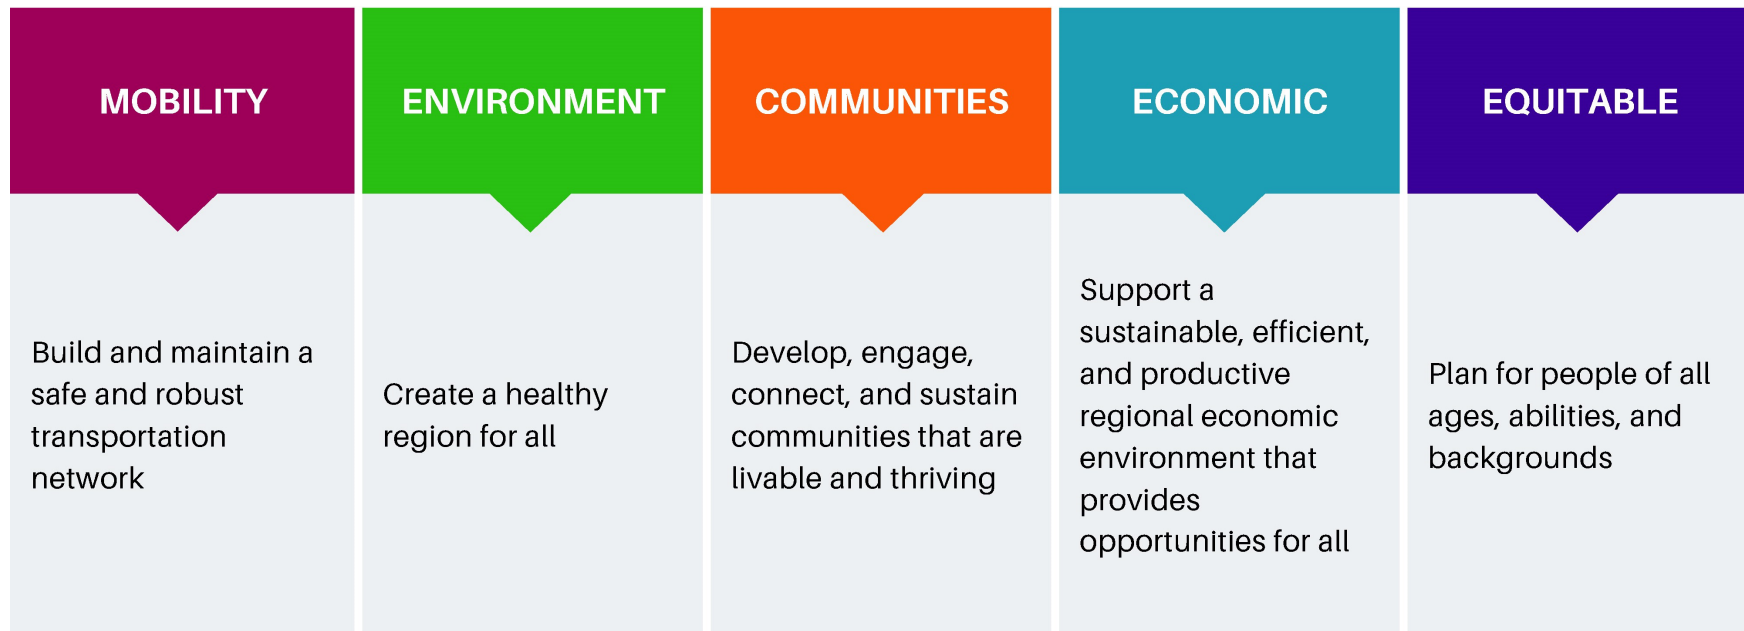 MOBILITY
Build and maintain a
safe and robust
transportation
network
ENVIRONMENT
Create a healthy
region for all
COMMUNITIES
Develop, engage,
connect, and sustain
communities that are
livable and thriving
ECONOMIC
Support a
sustainable, efficient,
and productive
regional economic
environment that
provides
opportunities for all
EQUITABLE
Plan for people of all
ages, abilities, and
backgrounds